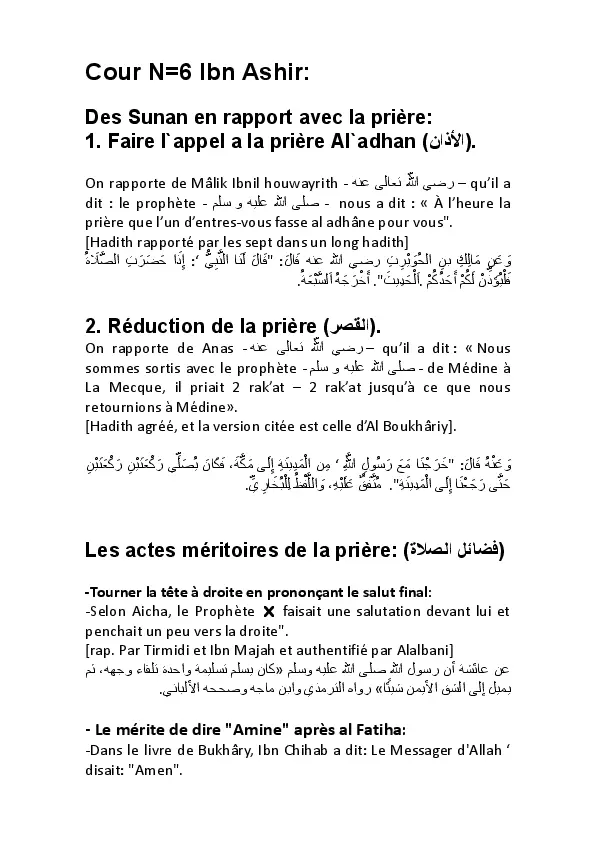 Cour N=6 Ibn Ashir:
Des Sunan en rapport avec la prière:
1. Faire l`appel a la prière Al`adhan (الأذان).
On rapporte de Mâlik Ibnil houwayrith - رضي الله تعالى عنه – qu’il a
dit : le prophète - صلى الله عليه و سلم - nous a dit : « À l’heure la
prière que l’un d’entres-vous fasse al adhâne pour vous".
[Hadith rapporté par les sept dans un long hadith]
وَعَنِ مَالِكِ بنِ الحُوَيْرِثِ رضي الله عنه قَالَ: "قَالَ لَنَا النَّبِيُّ ‘: إِذَا حَضَرَتِ الصَّلَاةُ
فَلْيُؤَذِّنْ لَكُمْ أَحَدُكُمْ .اَلْحَدِيثَ". أَخْرَجَهُ اَلسَّبْعَةُ.
2. Réduction de la prière (القصر).
On rapporte de Anas - رضي الله تعالى عنه – qu’il a dit : « Nous
sommes sortis avec le prophète - صلى الله عليه و سلم - de Médine à
La Mecque, il priait 2 rak’at – 2 rak’at jusqu’à ce que nous
retournions à Médine».
[Hadith agréé, et la version citée est celle d’Al Boukhâriy].
وَعَنْهُ قَالَ: "خَرَجْنَا مَعَ رَسُولِ اللَّهِ ‘ مِن الْمَدِينَةِ إِلَى مَكَّةَ، فَكَانَ يُصَلِّي رَكْعَتَيْنِ رَكْعَتَيْنِ
حَتَّى رَجَعْنَا إِلَى الْمَدِينَةِ". مُتَّفَقٌ عَلَيْهِ، وَاللَّفْظُ لِلْبُخَارِيِّ.
Les actes méritoires de la prière: (فضائل الصلاة)
-Tourner la tête à droite en prononçant le salut final:
-Selon Aicha, le Prophète ✗ faisait une salutation devant lui et
penchait un peu vers la droite".
[rap. Par Tirmidi et Ibn Majah et authentifié par Alalbani]
عن عائشة أن رسول الله صلى الله عليه وسلم «كان يسلم تسليمة واحدة تلقاء وجهه، ثم
يميل إلى الشق الأيمن شيئًا» رواه الترمذي وابن ماجه وصححه الألباني.
- Le mérite de dire "Amine" après al Fatiha:
-Dans le livre de Bukhâry, Ibn Chihab a dit: Le Messager d'Allah ‘
disait: "Amen".